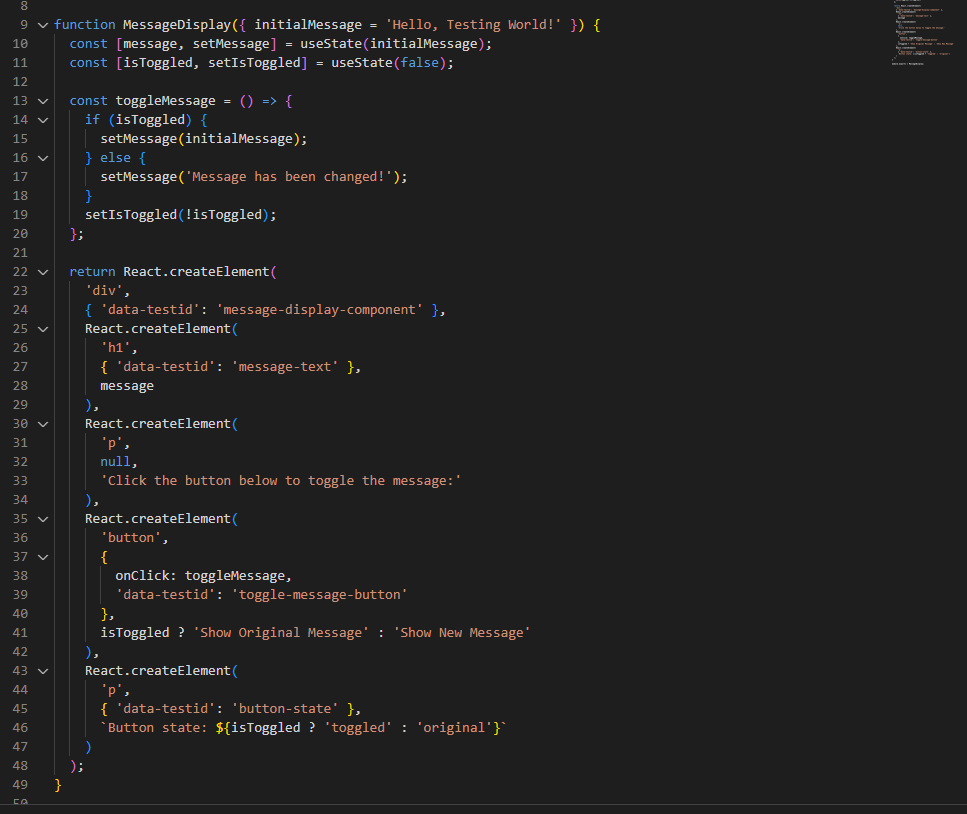 8
9 function MessageDisplay({ initialMessage = 'Hello, Testing World!' }) {
10   const [message, setMessage] = useState(initialMessage);
11   const [isToggled, setIsToggled] = useState(false);
12
13   const toggleMessage = () => {
14     if (isToggled) {
15       setMessage(initialMessage);
16     } else {
17       setMessage('Message has been changed!');
18     }
19     setIsToggled(!isToggled);
20   };
21
22   return React.createElement(
23     'div',
24     { 'data-testid': 'message-display-component' },
25     React.createElement(
26       'h1',
27       { 'data-testid': 'message-text' },
28       message
29     ),
30     React.createElement(
31       'p',
32       null,
33       'Click the button below to toggle the message:'
34     ),
35     React.createElement(
36       'button',
37       {
38         onClick: toggleMessage,
39         'data-testid': 'toggle-message-button'
40       },
41       isToggled ? 'Show Original Message' : 'Show New Message'
42     ),
43     React.createElement(
44       'p',
45       { 'data-testid': 'button-state' },
46       `Button state: ${isToggled ? 'toggled' : 'original'}`
47     )
48   );
49 }
50